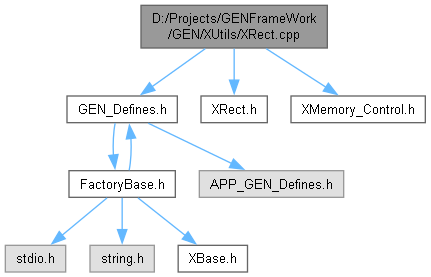 D:/Projects/GENFrameWork
/GEN/XUtils/XRect.cpp
GEN_Defines.h
XRect.h
XMemory_Control.h
FactoryBase.h
APP_GEN_Defines.h
stdio.h
string.h
XBase.h